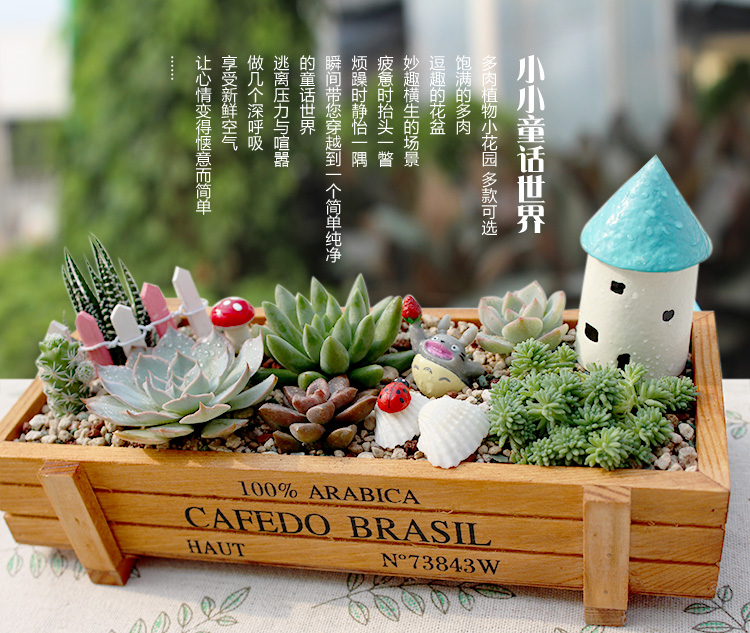 小小童话世界
多肉植物小花园 多款可选
饱满的多肉
逗趣的花盆
妙趣横生的场景
疲惫时抬头一瞥
烦躁时静怡一隅
瞬间带您穿越到一个简单纯净
的童话世界
逃离压力与喧嚣
做几个深呼吸
享受新鲜空气
让心情变得惬意而简单
……
100% ARABICA
CAFEDO BRASIL
HAUT
Nº73843W